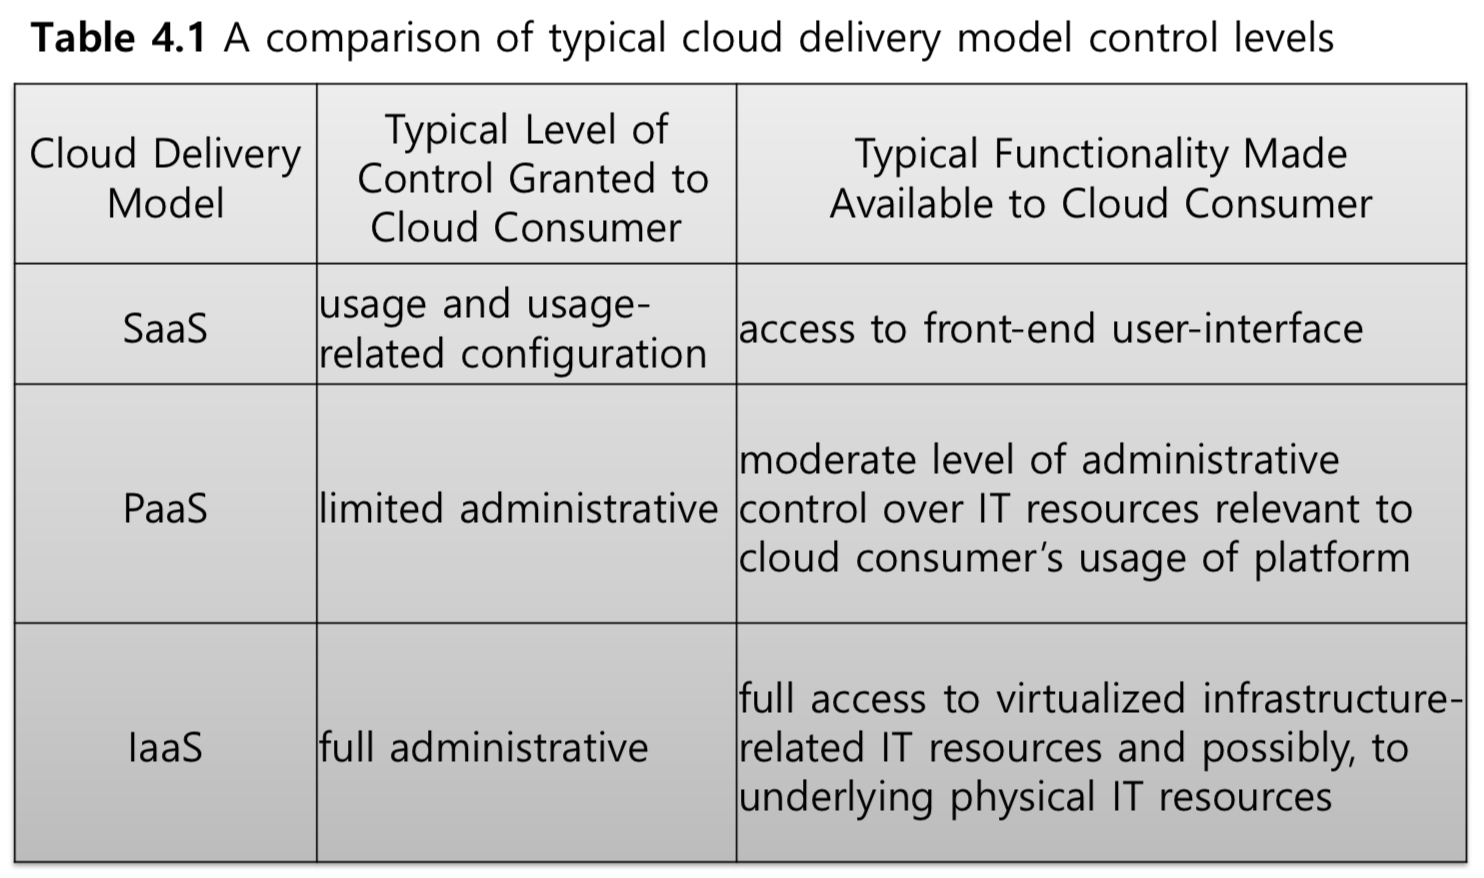 Table 4.1 A comparison of typical cloud delivery model control levels
Cloud Delivery
Model
Typical Level of
Control Granted to
Cloud Consumer
Typical Functionality Made
Available to Cloud Consumer
SaaS
usage and usage-
related configuration
access to front-end user-interface
PaaS
limited administrative
moderate level of administrative
control over IT resources relevant to
cloud consumer’s usage of platform
IaaS
full administrative
full access to virtualized infrastructure-
related IT resources and possibly, to
underlying physical IT resources